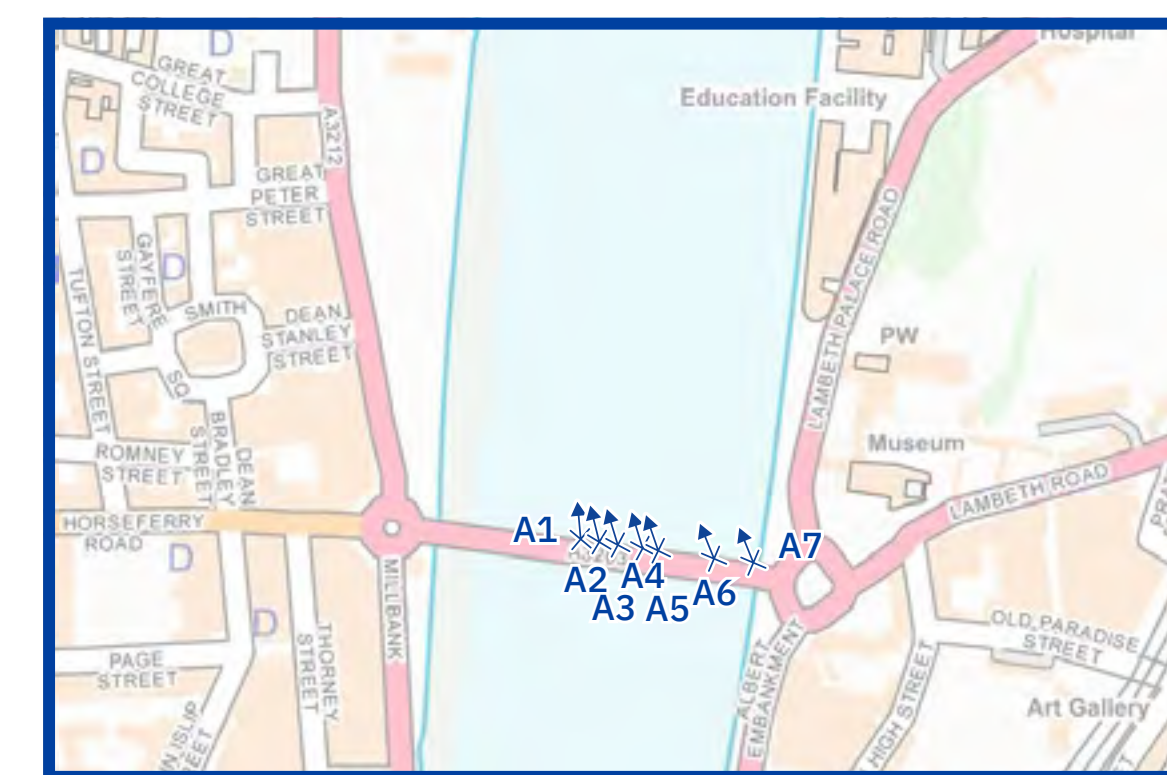 Hospital
D
GREAT
COLLEGE
STREET
Education Facility
A3212
D
GREAT
PETER
STREET
LAMBETH PALACE ROAD
GAYFERE
STREET
D
TUFTON STREET
SMITH
SQ
DEAN
STANLEY
STREET
PW
DEAN
BRADLEY
STREET
ROMNEY
STREET
Museum
LAMBETH ROAD
HORSEFERRY
ROAD
A1
A3203
A7
A2
A4
A6
A3
A5
D
MILLBANK
D
THORNEY
STREET
PAGE
STREET
ALBERT
EMBANKMENT
OLD PARADISE
STREET
HIGH STREET
Art Gallery